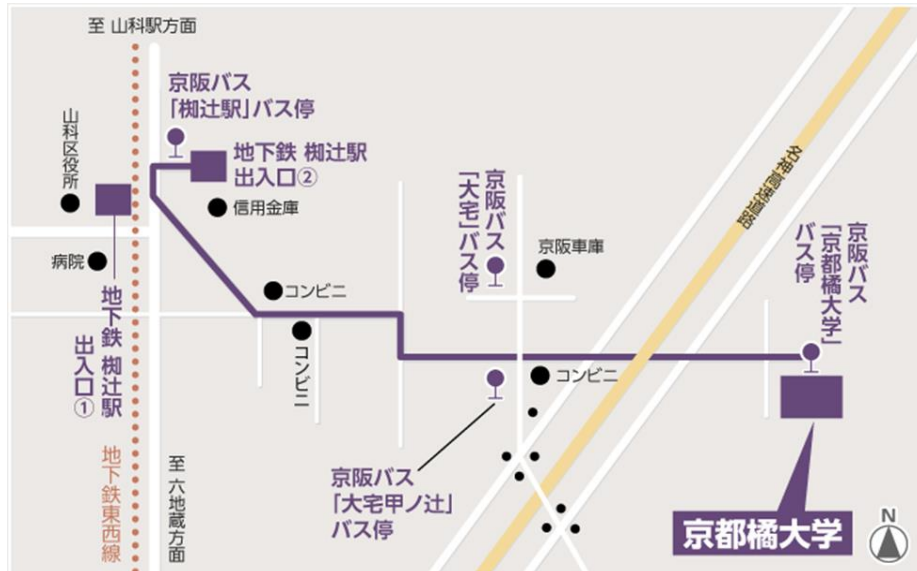 至 山科駅方面
京阪バス
「椥辻駅」バス停
山科区役所
地下鉄 椥辻駅
出入口②
信用金庫
病院
地下鉄 椥辻駅
出入口①
コンビニ
コンビニ
京阪バス
「大宅」バス停
京阪車庫
名神高速道路
京阪バス
「京都橘大学」
バス停
コンビニ
京阪バス
「大宅甲ノ辻」
バス停
地下鉄東西線
至 六地蔵方面
京都橘大学
N